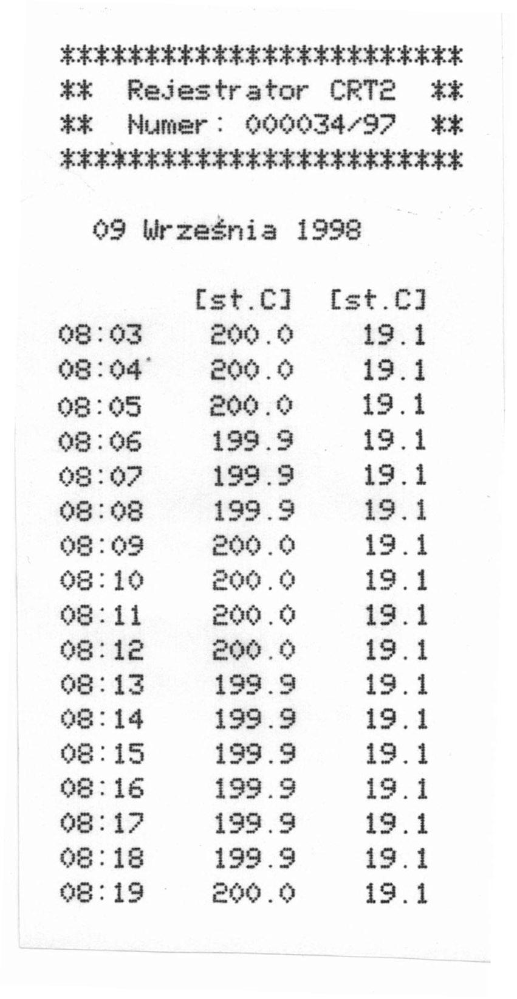 ************************
** Rejestrator CRT2 **
** Numer: 000034/97 **
************************
09 Września 1998
[st.C] [st.C]
08:03 200.0 19.1
08:04 200.0 19.1
08:05 200.0 19.1
08:06 199.9 19.1
08:07 199.9 19.1
08:08 199.9 19.1
08:09 200.0 19.1
08:10 200.0 19.1
08:11 200.0 19.1
08:12 200.0 19.1
08:13 199.9 19.1
08:14 199.9 19.1
08:15 199.9 19.1
08:16 199.9 19.1
08:17 199.9 19.1
08:18 199.9 19.1
08:19 200.0 19.1